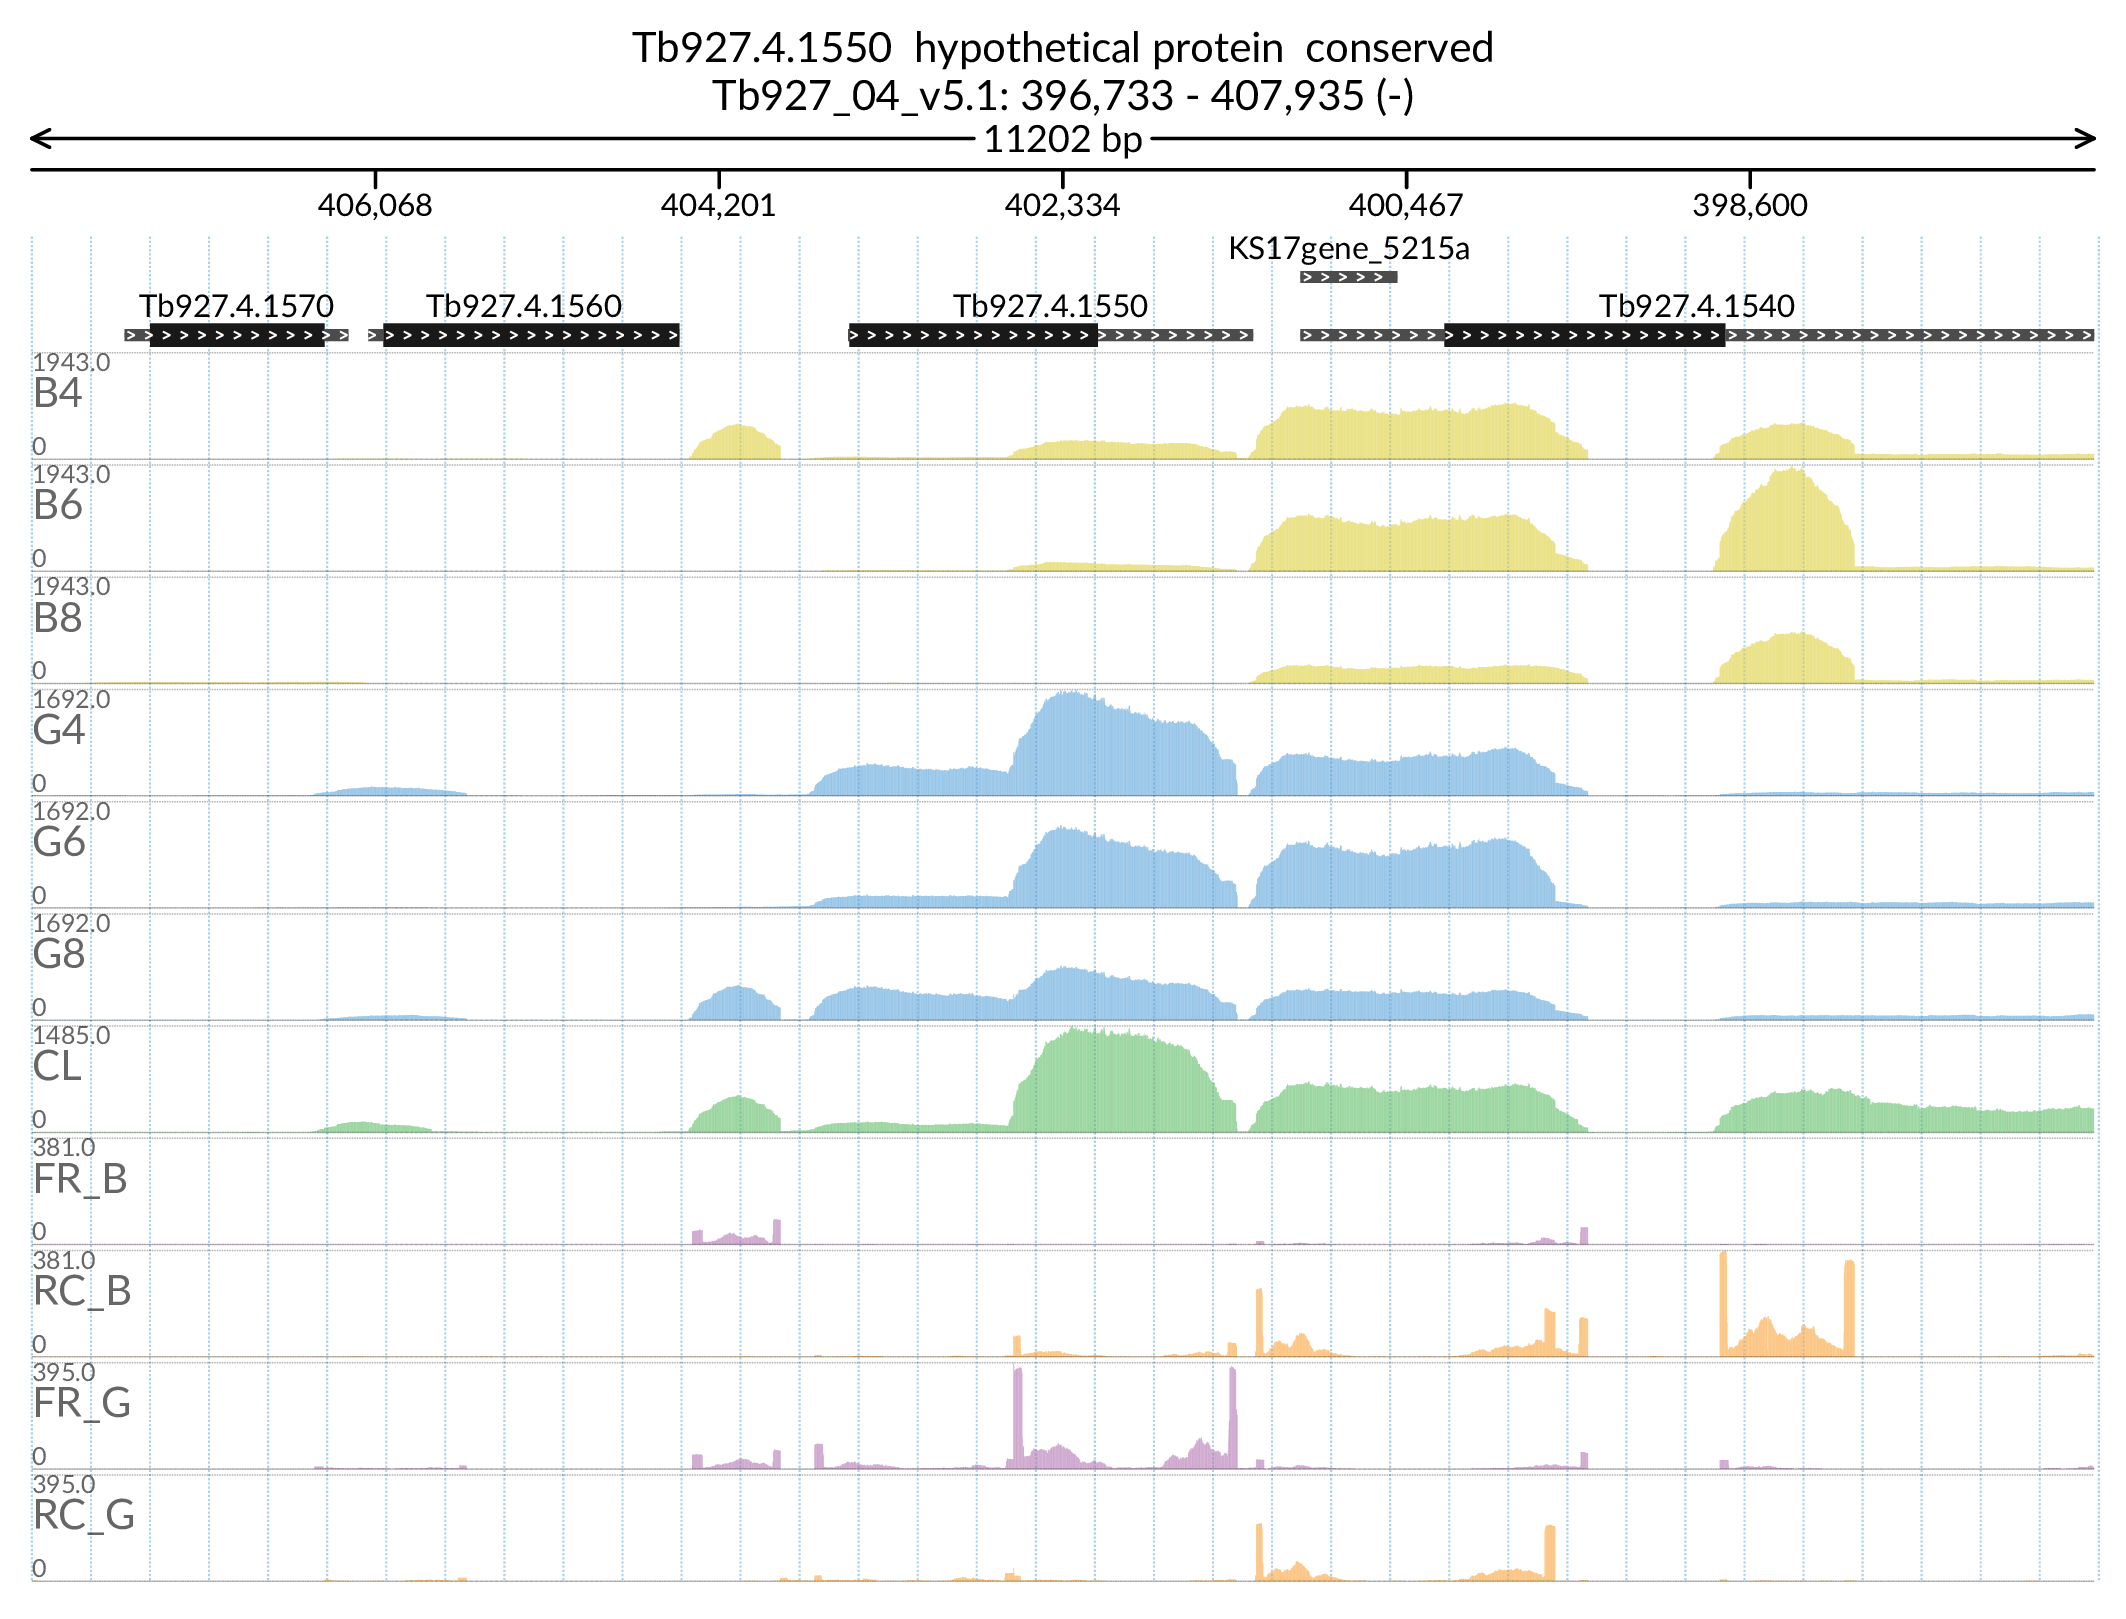 Tb927.4.1550  hypothetical protein  conserved
Tb927_04_v5.1: 396,733 - 407,935 (-)
11202 bp
406,068 404,201 402,334 400,467 398,600
KS17gene_5215a
Tb927.4.1570 Tb927.4.1560 Tb927.4.1550 Tb927.4.1540
1943.0
B4
0
1943.0
B6
0
1943.0
B8
0
1692.0
G4
0
1692.0
G6
0
1692.0
G8
0
1485.0
CL
0
381.0
FR_B
0
381.0
RC_B
0
395.0
FR_G
0
395.0
RC_G
0